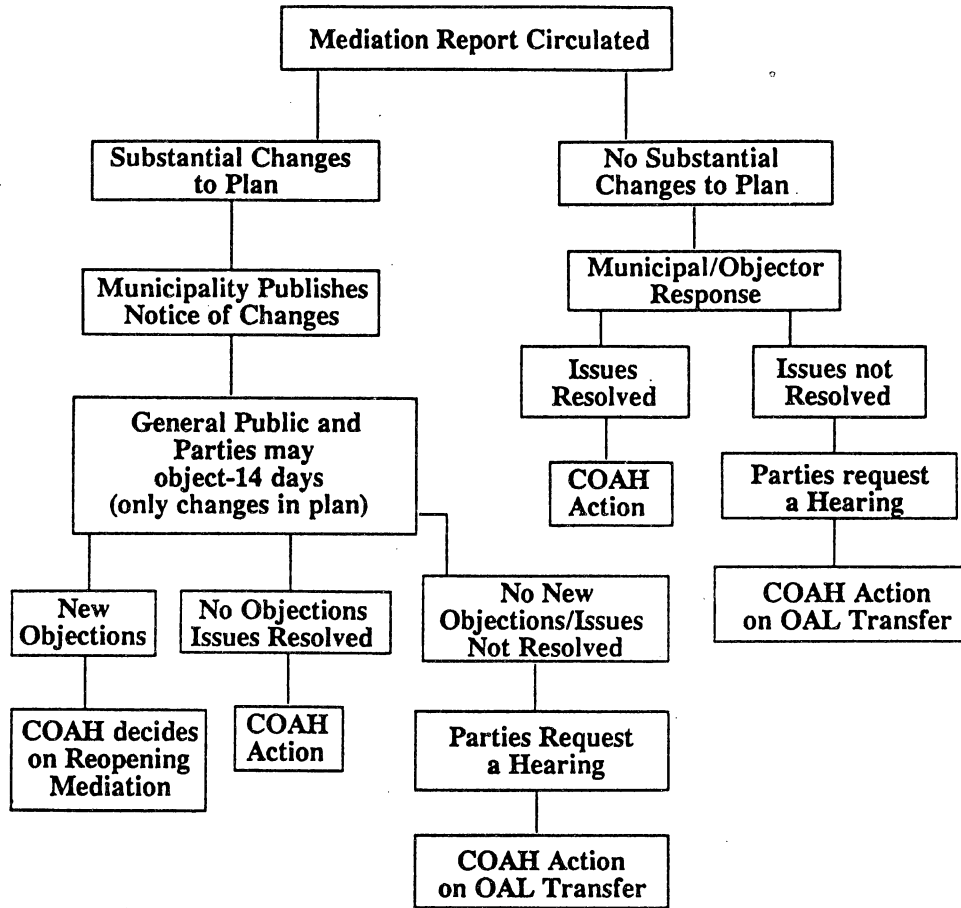 Mediation Report Circulated
Substantial Changes
to Plan
No Substantial
Changes to Plan
Municipality Publishes
Notice of Changes
Municipal/Objector
Response
Issues
Resolved
Issues not
Resolved
General Public and
Parties may
object-14 days
(only changes in plan)
COAH
Action
Parties request
a Hearing
COAH Action
on OAL Transfer
New
Objections
No Objections
Issues Resolved
No New
Objections/Issues
Not Resolved
COAH decides
on Reopening
Mediation
COAH
Action
Parties Request
a Hearing
COAH Action
on OAL Transfer